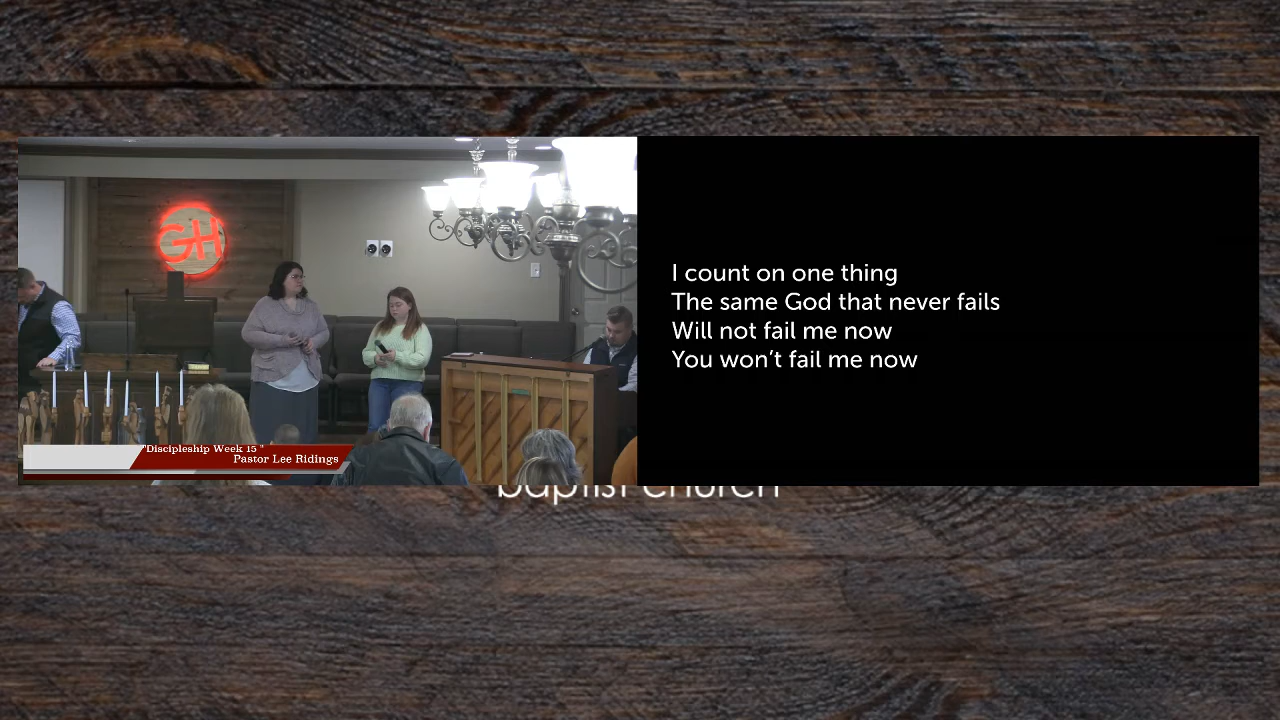 GH
"Discipleship Week 15 "
Pastor Lee Ridings
I count on one thing
The same God that never fails
Will not fail me now
You won't fail me now
baptist church